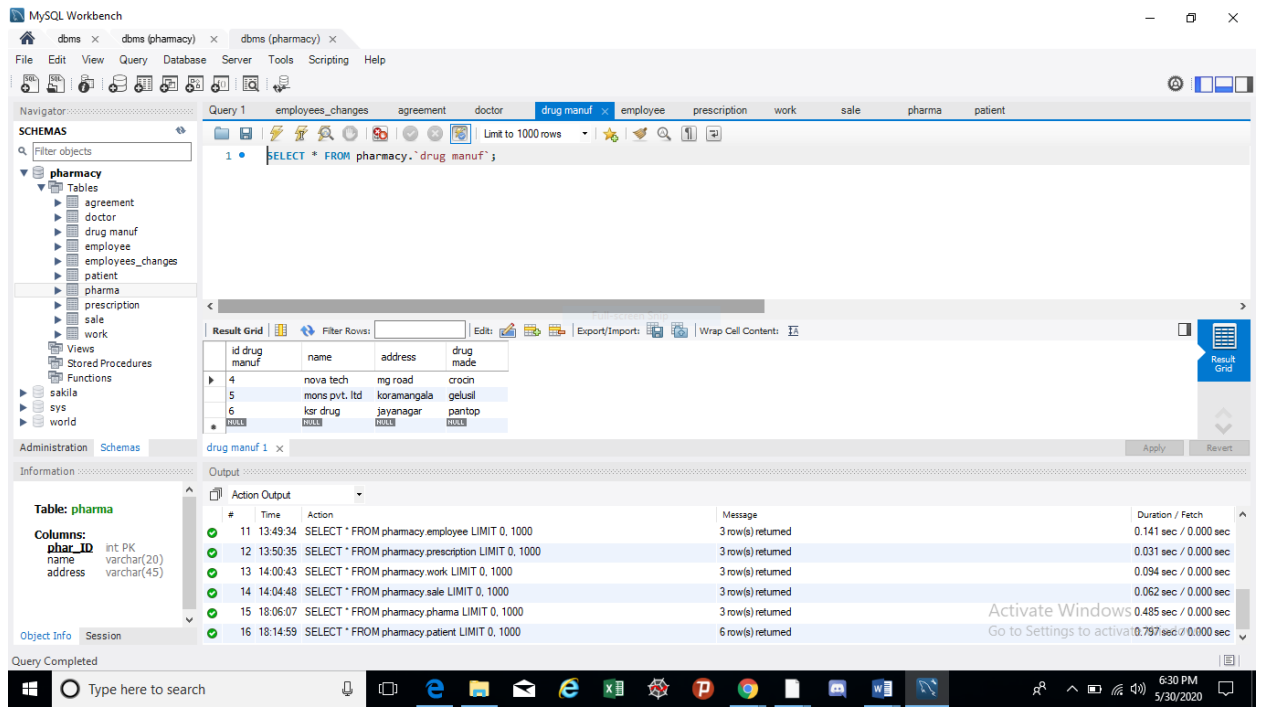 MySQL Workbench
dbms × dbms (pharmacy) × dbms (pharmacy) ×
File Edit View Query Database Server Tools Scripting Help
Navigator
Query 1 employees_changes agreement doctor drug manuf × employee prescription work sale pharma patient
SCHEMAS
Filter objects
Limit to 1000 rows
1 SELECT * FROM pharmacy.`drug manuf`;
pharmacy
Tables
agreement
doctor
drug manuf
employee
employees_changes
patient
pharma
prescription
sale
work
Views
Stored Procedures
Functions
sakila
sys
world
Full-screen Snip
Result Grid Filter Rows: Edit: Export/Import: Wrap Cell Content: IA
Result Grid
id drug manuf name address drug made
4 nova tech mg road crocin
5 mons pvt. ltd koramangala gelusil
6 ksr drug jayanagar pantop
NULL NULL NULL NULL
Administration Schemas
drug manuf 1 ×
Apply Revert
Information
Output
Action Output
Table: pharma
Columns:
phar_ID int PK
name varchar(20)
address varchar(45)
# Time Action Message Duration / Fetch
11 13:49:34 SELECT * FROM pharmacy.employee LIMIT 0, 1000 3 row(s) returned 0.141 sec / 0.000 sec
12 13:50:35 SELECT * FROM pharmacy.prescription LIMIT 0, 1000 3 row(s) returned 0.031 sec / 0.000 sec
13 14:00:43 SELECT * FROM pharmacy.work LIMIT 0, 1000 3 row(s) returned 0.094 sec / 0.000 sec
14 14:04:48 SELECT * FROM pharmacy.sale LIMIT 0, 1000 3 row(s) returned 0.062 sec / 0.000 sec
15 18:06:07 SELECT * FROM pharmacy.pharma LIMIT 0, 1000 3 row(s) returned 0.485 sec / 0.000 sec
16 18:14:59 SELECT * FROM pharmacy.patient LIMIT 0, 1000 6 row(s) returned 0.797 sec / 0.000 sec
Activate Windows
Go to Settings to activate Windows.
Object Info Session
Query Completed
Type here to search
6:30 PM
5/30/2020